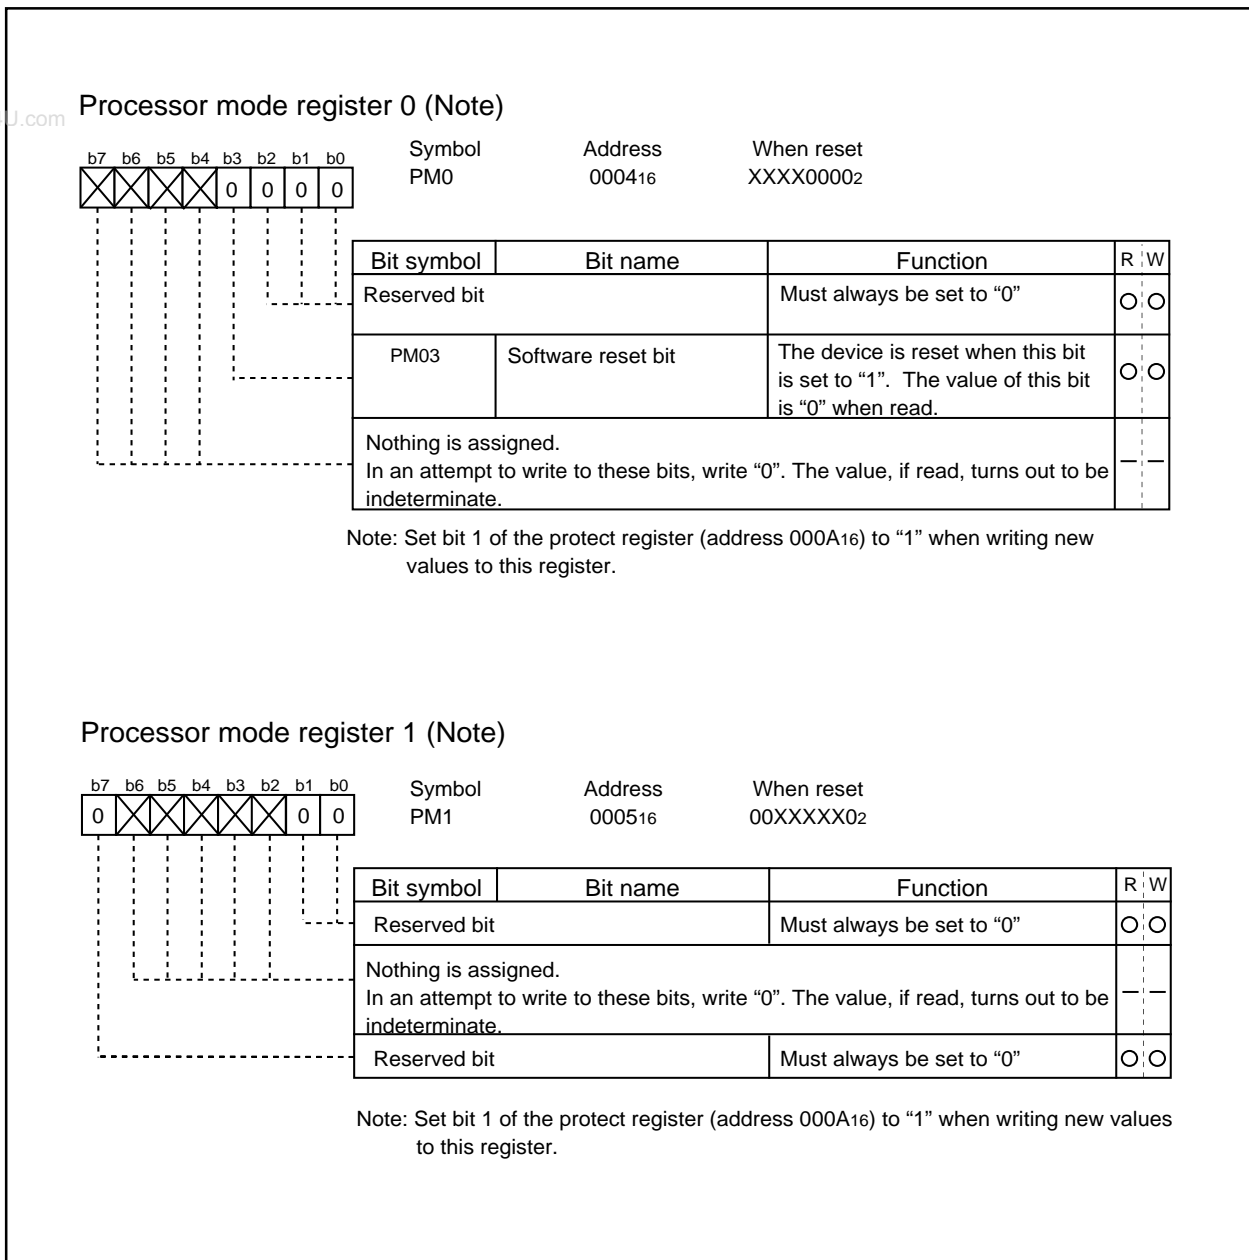 Processor mode register 0 (Note)
U.com
Symbol Address When reset
b7 b6 b5 b4 b3 b2 b1 b0
PM0 000416 XXXX00002
0 0 0 0
Bit symbol Bit name Function R W
Reserved bit Must always be set to “0”
PM03 Software reset bit The device is reset when this bit
is set to “1”. The value of this bit
is “0” when read.
Nothing is assigned.
In an attempt to write to these bits, write “0”. The value, if read, turns out to be
indeterminate.
Note: Set bit 1 of the protect register (address 000A16) to “1” when writing new
values to this register.
Processor mode register 1 (Note)
b7 b6 b5 b4 b3 b2 b1 b0
Symbol Address When reset
0 0 0
PM1 000516 00XXXXX02
Bit symbol Bit name Function R W
Reserved bit Must always be set to “0”
Nothing is assigned.
In an attempt to write to these bits, write “0”. The value, if read, turns out to be
indeterminate.
Reserved bit Must always be set to “0”
Note: Set bit 1 of the protect register (address 000A16) to “1” when writing new values
to this register.